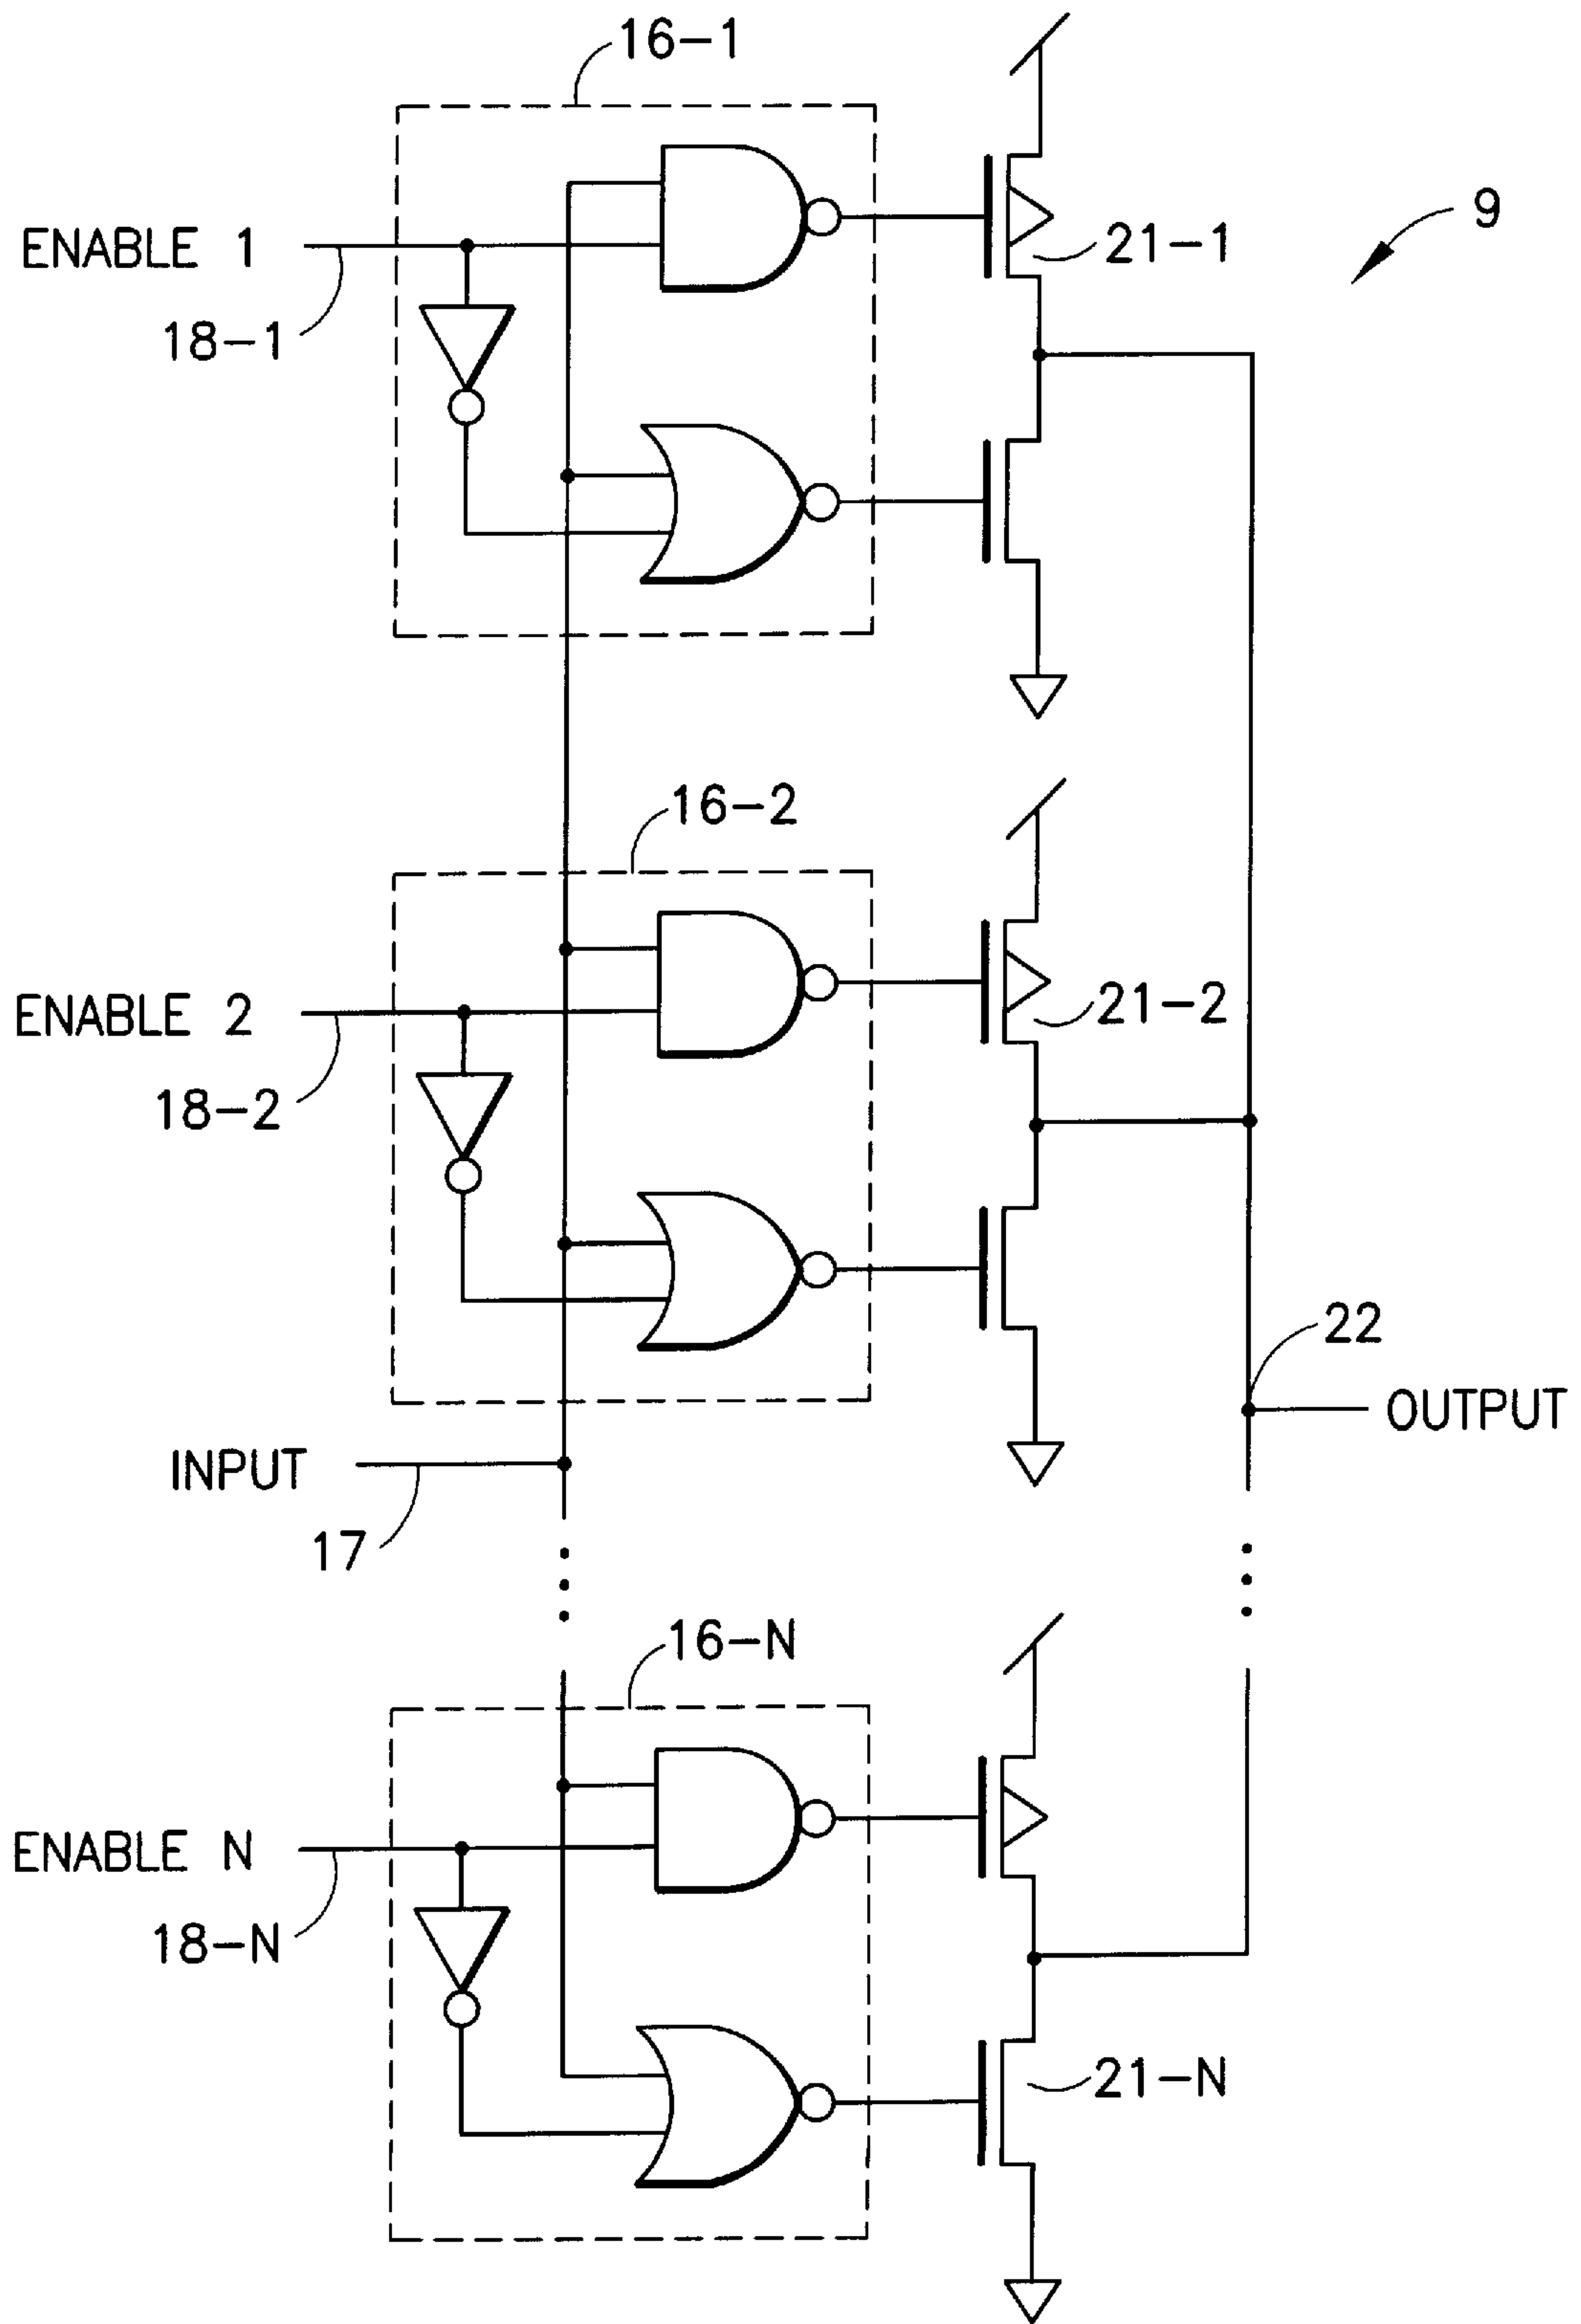 16-1
9
ENABLE 1
21-1
18-1
16-2
ENABLE 2
21-2
18-2
22
OUTPUT
INPUT
17
16-N
ENABLE N
18-N
21-N